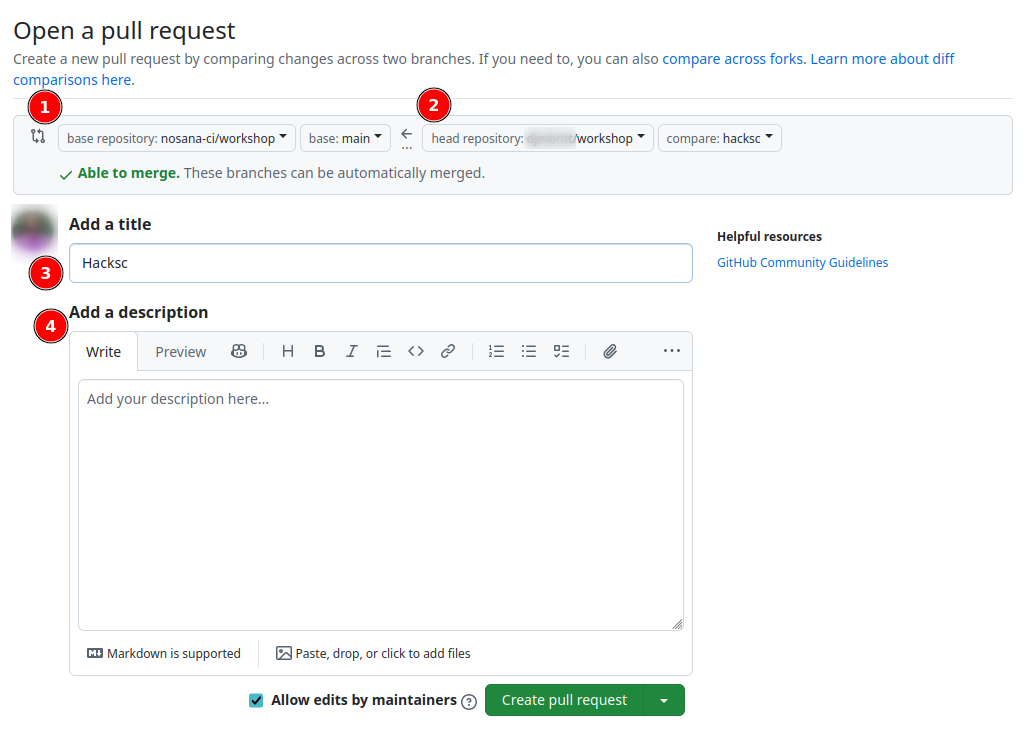 Open a pull request
Create a new pull request by comparing changes across two branches. If you need to, you can also compare across forks. Learn more about diff
comparisons here.
1
2
base repository: nosana-ci/workshop
base: main
head repository: /workshop
compare: hacksc
Able to merge. These branches can be automatically merged.
Add a title
Helpful resources
3
Hacksc
GitHub Community Guidelines
4
Add a description
Write
Preview
H
B
I
Add your description here...
Markdown is supported
Paste, drop, or click to add files
Allow edits by maintainers
Create pull request